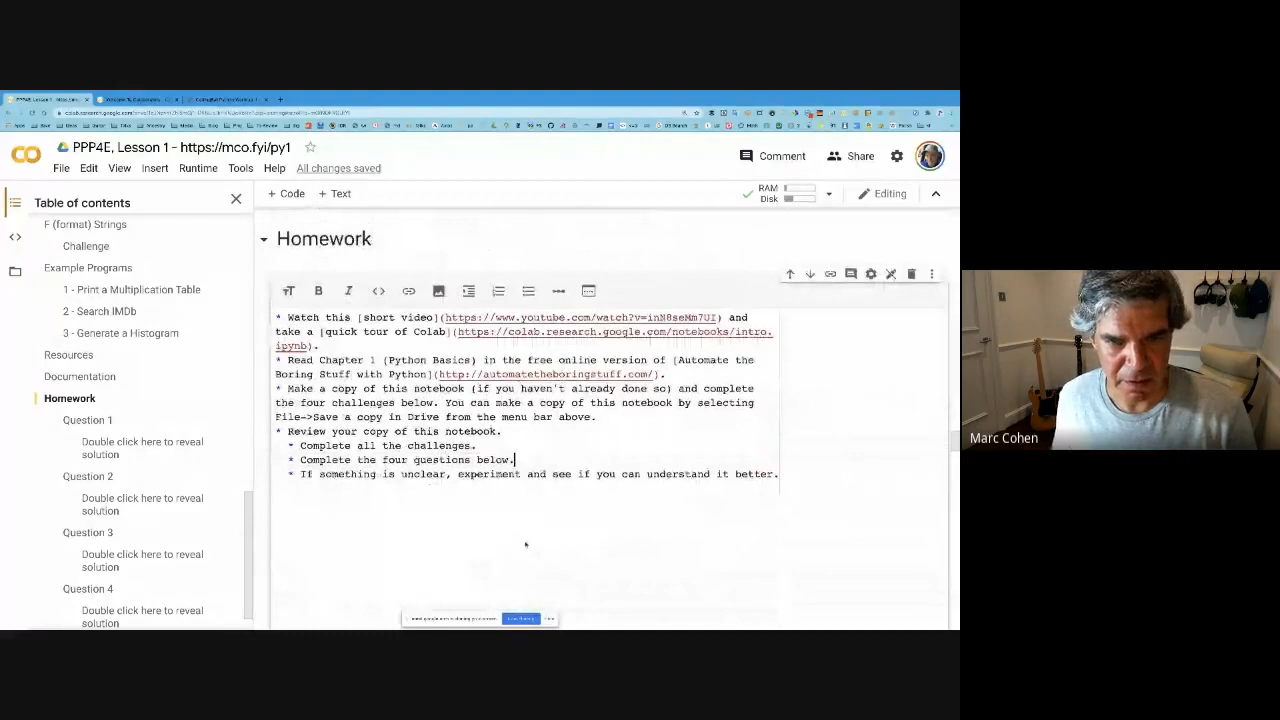 PPP4E, Lesson 1 - https://mco.fyi/py1
File Edit View Insert Runtime Tools Help All changes saved
Comment Share
+ Code + Text
RAM
Disk
Editing
Table of contents
F (format) Strings
Challenge
Example Programs
1 - Print a Multiplication Table
2 - Search IMDb
3 - Generate a Histogram
Resources
Documentation
Homework
Question 1
Double click here to reveal
solution
Question 2
Double click here to reveal
solution
Question 3
Double click here to reveal
solution
Question 4
Double click here to reveal
solution
Homework
* Watch this [short video](https://www.youtube.com/watch?v=inN8seMm7UI) and
take a [quick tour of Colab](https://colab.research.google.com/notebooks/intro.
ipynb).
* Read Chapter 1 (Python Basics) in the free online version of [Automate the
Boring Stuff with Python](http://automatetheboringstuff.com/).
* Make a copy of this notebook (if you haven't already done so) and complete
the four challenges below. You can make a copy of this notebook by selecting
File->Save a copy in Drive from the menu bar above.
* Review your copy of this notebook.
* Complete all the challenges.
* Complete the four questions below.
* If something is unclear, experiment and see if you can understand it better.
Marc Cohen